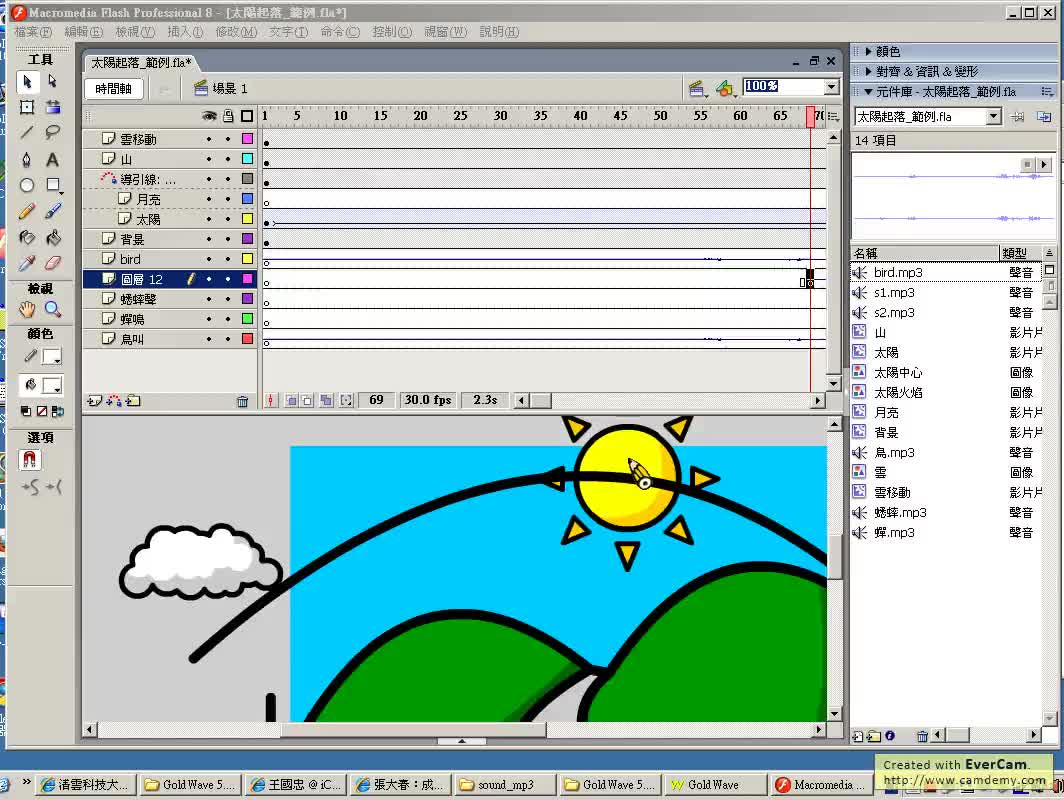 Macromedia Flash Professional 8 - [太陽起落_範例.fla*]
檔案(F) 編輯(E) 檢視(V) 插入(I) 修改(M) 文字(T) 命令(C) 控制(O) 視窗(W) 說明(H)
工具
檢視
顏色
選項
太陽起落_範例.fla*
時間軸
場景 1
100%
1 5 10 15 20 25 30 35 40 45 50 55 60 65 70
雲移動
山
導引線: ...
月亮
太陽
背景
bird
圖層 12
蟋蟀聲
蟬鳴
鳥叫
69 30.0 fps 2.3s
顏色
對齊 & 資訊 & 變形
元件庫 - 太陽起落_範例.fla
太陽起落_範例.fla
14 項目
名稱 類型
bird.mp3 聲音
s1.mp3 聲音
s2.mp3 聲音
山 影片片
太陽 影片片
太陽中心 圖像
太陽火焰 圖像
月亮 影片片
背景 影片片
鳥.mp3 聲音
雲 圖像
雲移動 影片片
蟋蟀.mp3 聲音
蟬.mp3 聲音
Created with EverCam.
http://www.camdemy.com
潘雲科技大... Gold Wave 5.... 王國忠 @ iC... 張大春：成... sound_mp3 Gold Wave 5.... Gold Wave Macromedia ...